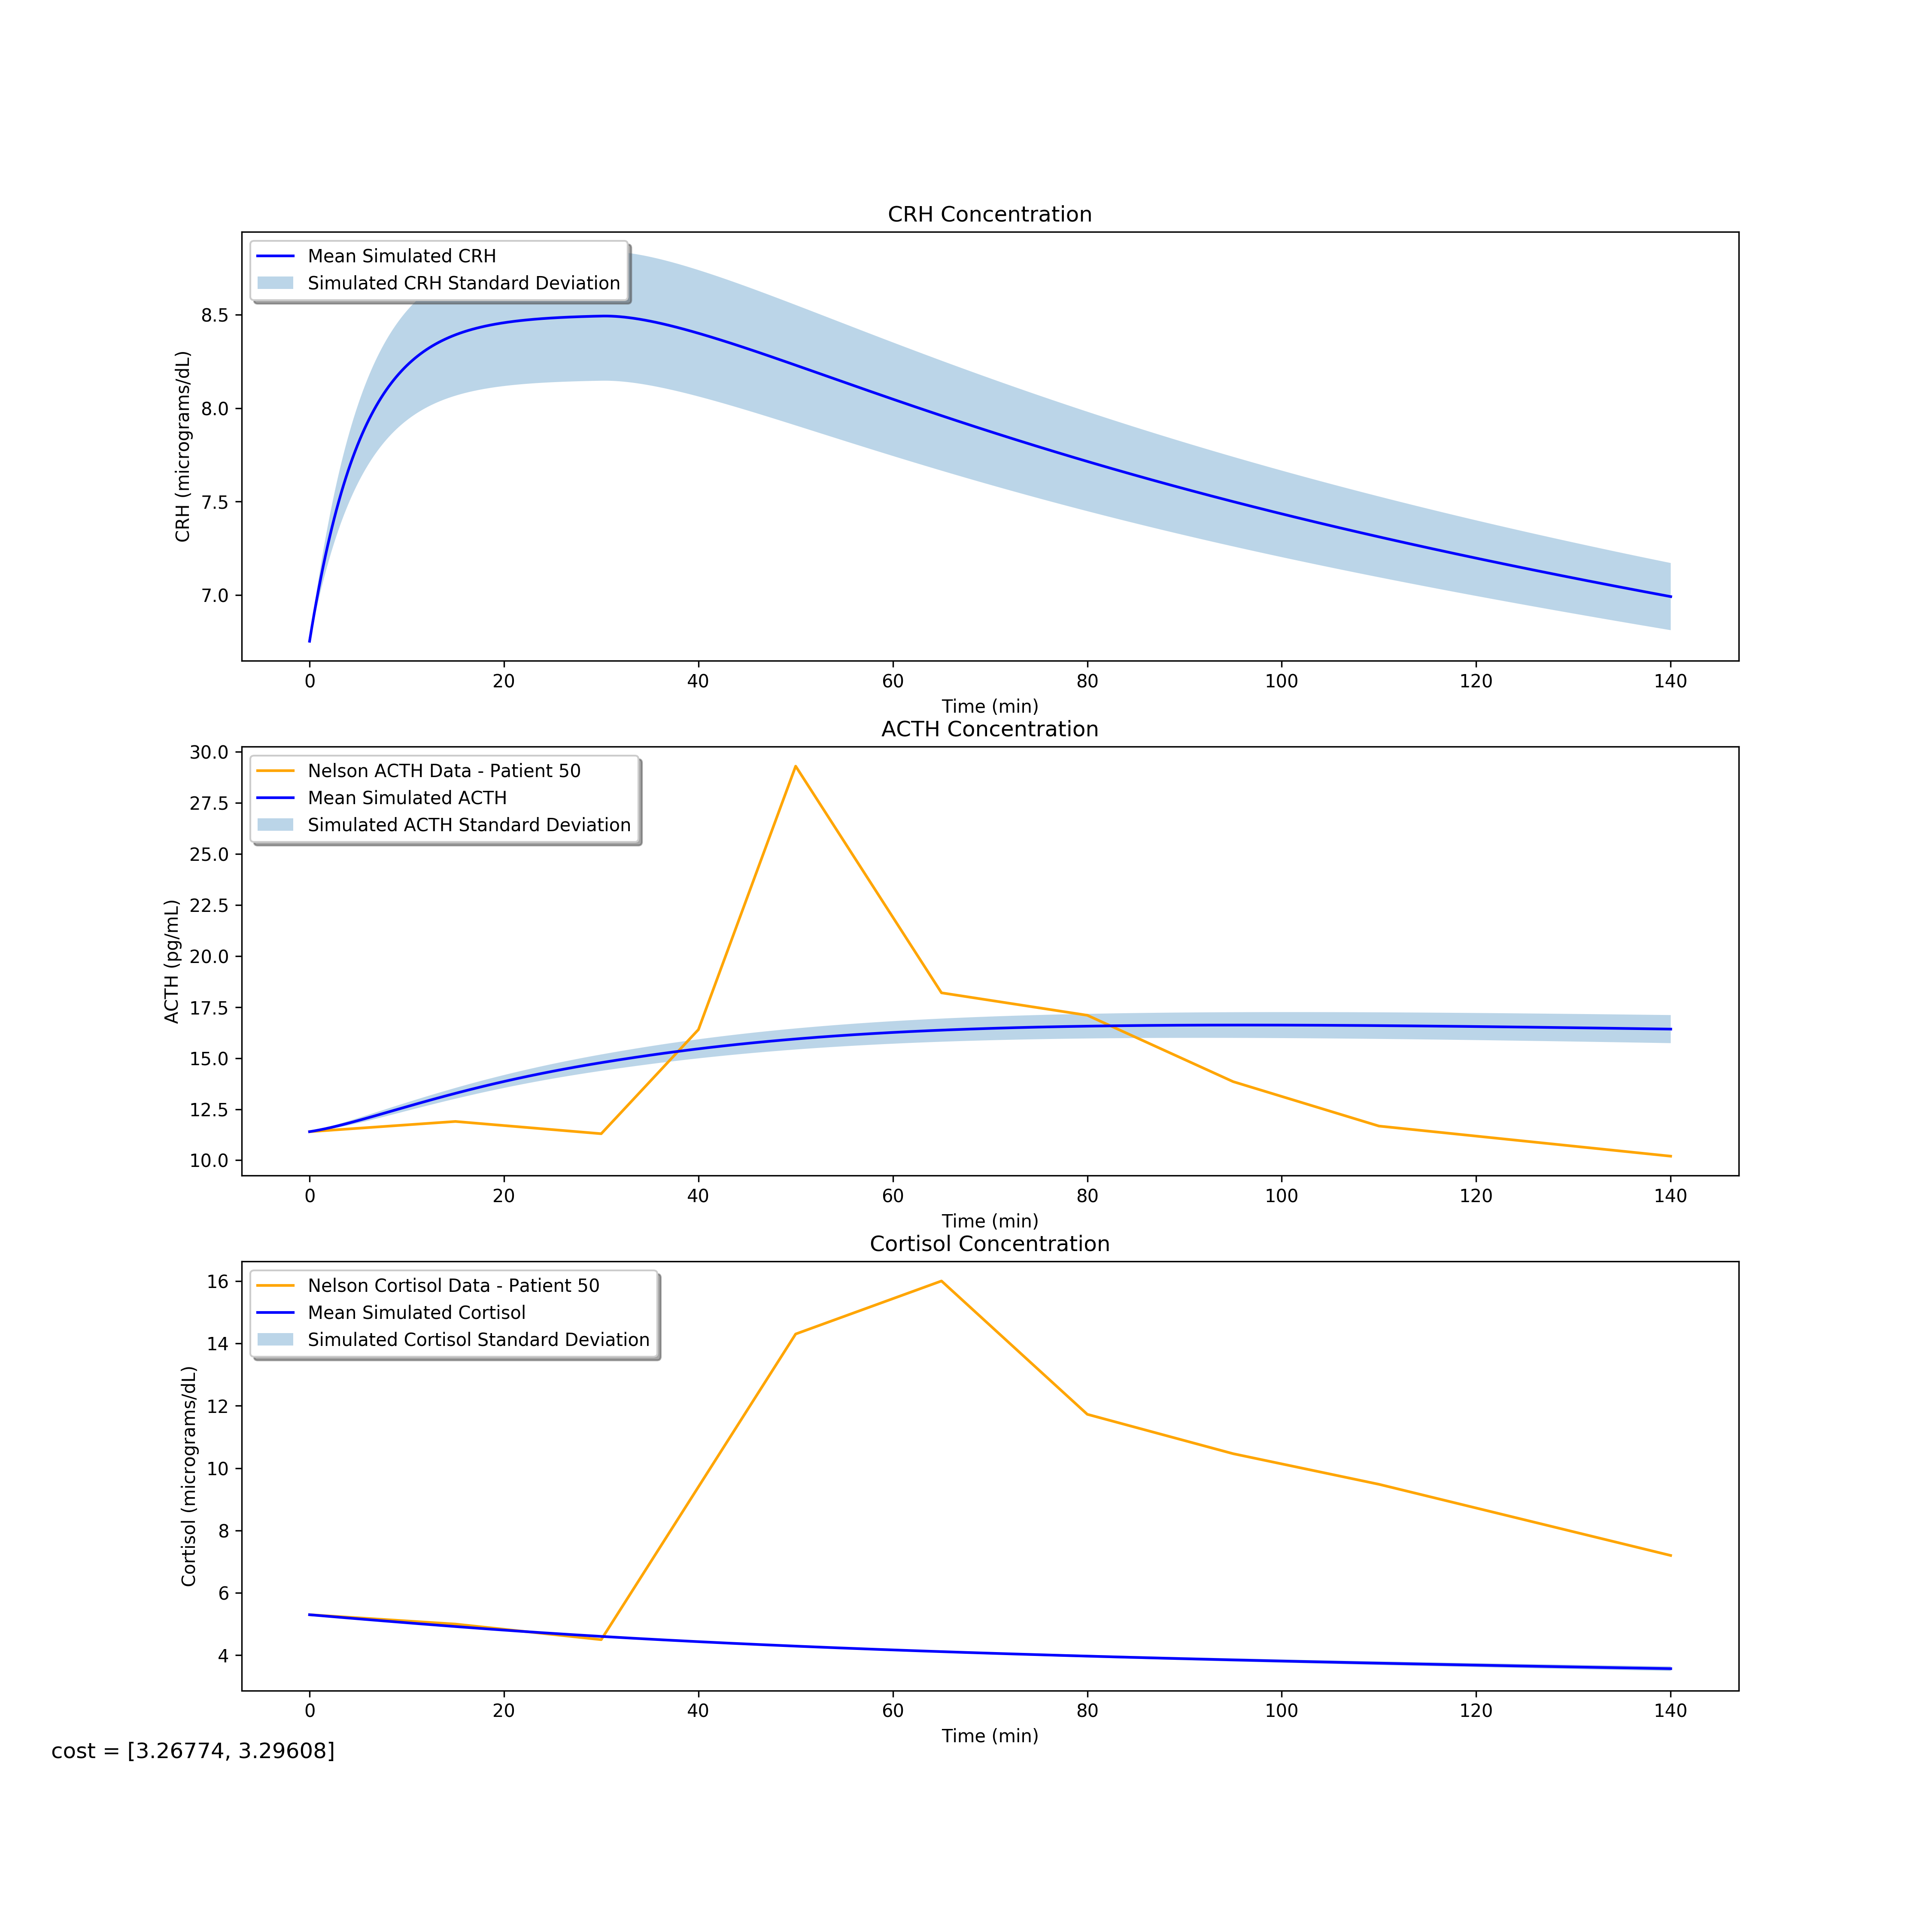 CRH Concentration
Mean Simulated CRH
Simulated CRH Standard Deviation
CRH (micrograms/dL)
8.5
8.0
7.5
7.0
0 20 40 60 80 100 120 140
Time (min)
ACTH Concentration
Nelson ACTH Data - Patient 50
Mean Simulated ACTH
Simulated ACTH Standard Deviation
ACTH (pg/mL)
30.0
27.5
25.0
22.5
20.0
17.5
15.0
12.5
10.0
0 20 40 60 80 100 120 140
Time (min)
Cortisol Concentration
Nelson Cortisol Data - Patient 50
Mean Simulated Cortisol
Simulated Cortisol Standard Deviation
Cortisol (micrograms/dL)
16
14
12
10
8
6
4
0 20 40 60 80 100 120 140
Time (min)
cost = [3.26774, 3.29608]